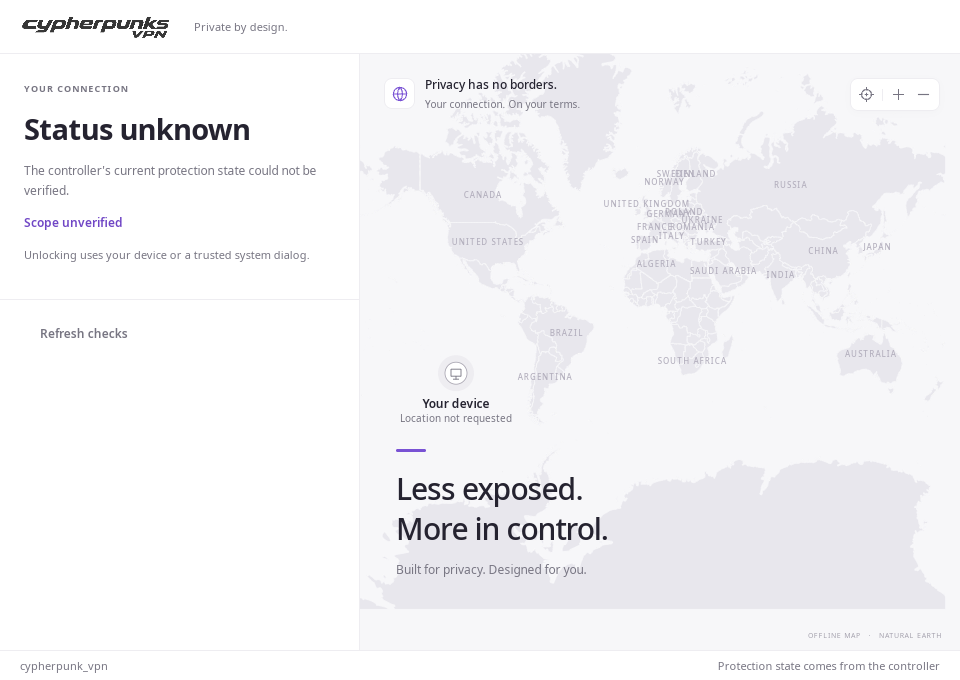 cypherpunks
VPN
Private by design.
YOUR CONNECTION
Status unknown
The controller's current protection state could not be
verified.
Scope unverified
Unlocking uses your device or a trusted system dialog.
Refresh checks
Privacy has no borders.
Your connection. On your terms.
CANADA
UNITED STATES
BRAZIL
ARGENTINA
SWEDEN
FINLAND
NORWAY
UNITED KINGDOM
GERMANY
POLAND
UKRAINE
FRANCE
ROMANIA
ITALY
SPAIN
TURKEY
RUSSIA
ALGERIA
SAUDI ARABIA
INDIA
CHINA
JAPAN
SOUTH AFRICA
AUSTRALIA
Your device
Location not requested
Less exposed.
More in control.
Built for privacy. Designed for you.
OFFLINE MAP · NATURAL EARTH
cypherpunk_vpn
Protection state comes from the controller